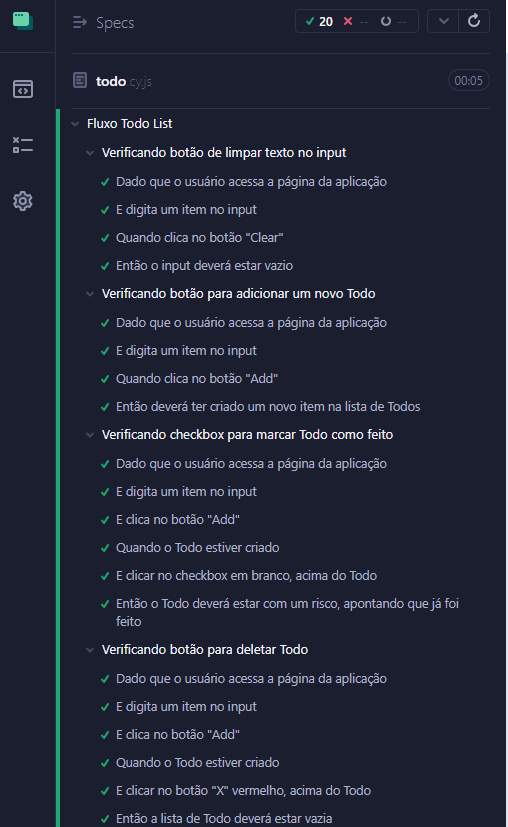 Specs
20 -- --
todo.cy.js
00:05
Fluxo Todo List
Verificando botão de limpar texto no input
Dado que o usuário acessa a página da aplicação
E digita um item no input
Quando clica no botão "Clear"
Então o input deverá estar vazio
Verificando botão para adicionar um novo Todo
Dado que o usuário acessa a página da aplicação
E digita um item no input
Quando clica no botão "Add"
Então deverá ter criado um novo item na lista de Todos
Verificando checkbox para marcar Todo como feito
Dado que o usuário acessa a página da aplicação
E digita um item no input
E clica no botão "Add"
Quando o Todo estiver criado
E clicar no checkbox em branco, acima do Todo
Então o Todo deverá estar com um risco, apontando que já foi
feito
Verificando botão para deletar Todo
Dado que o usuário acessa a página da aplicação
E digita um item no input
E clica no botão "Add"
Quando o Todo estiver criado
E clicar no botão "X" vermelho, acima do Todo
Então a lista de Todo deverá estar vazia